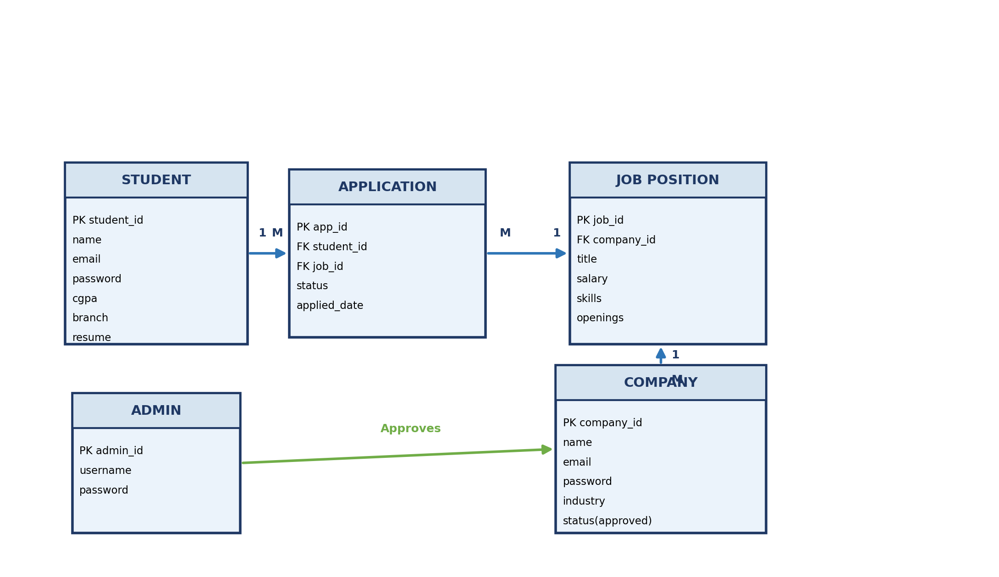 STUDENT
PK student_id
name
email
password
cgpa
branch
resume
1 M
APPLICATION
PK app_id
FK student_id
FK job_id
status
applied_date
M 1
JOB POSITION
PK job_id
FK company_id
title
salary
skills
openings
1
M
COMPANY
PK company_id
name
email
password
industry
status(approved)
ADMIN
PK admin_id
username
password
Approves